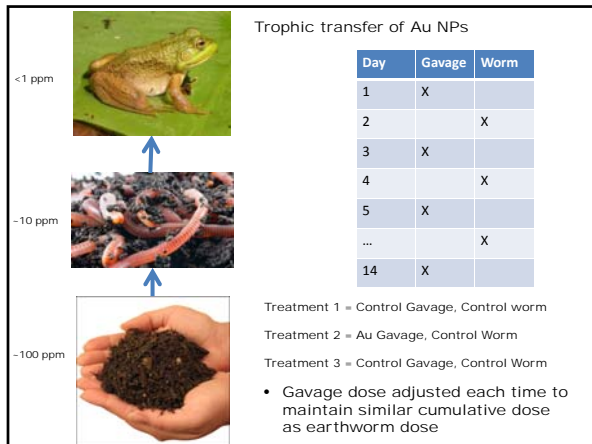 Trophic transfer of Au NPs
<1 ppm
~10 ppm
~100 ppm
Day Gavage Worm
1 X
2 X
3 X
4 X
5 X
... X
14 X
Treatment 1 = Control Gavage, Control worm
Treatment 2 = Au Gavage, Control Worm
Treatment 3 = Control Gavage, Control Worm
• Gavage dose adjusted each time to
maintain similar cumulative dose
as earthworm dose